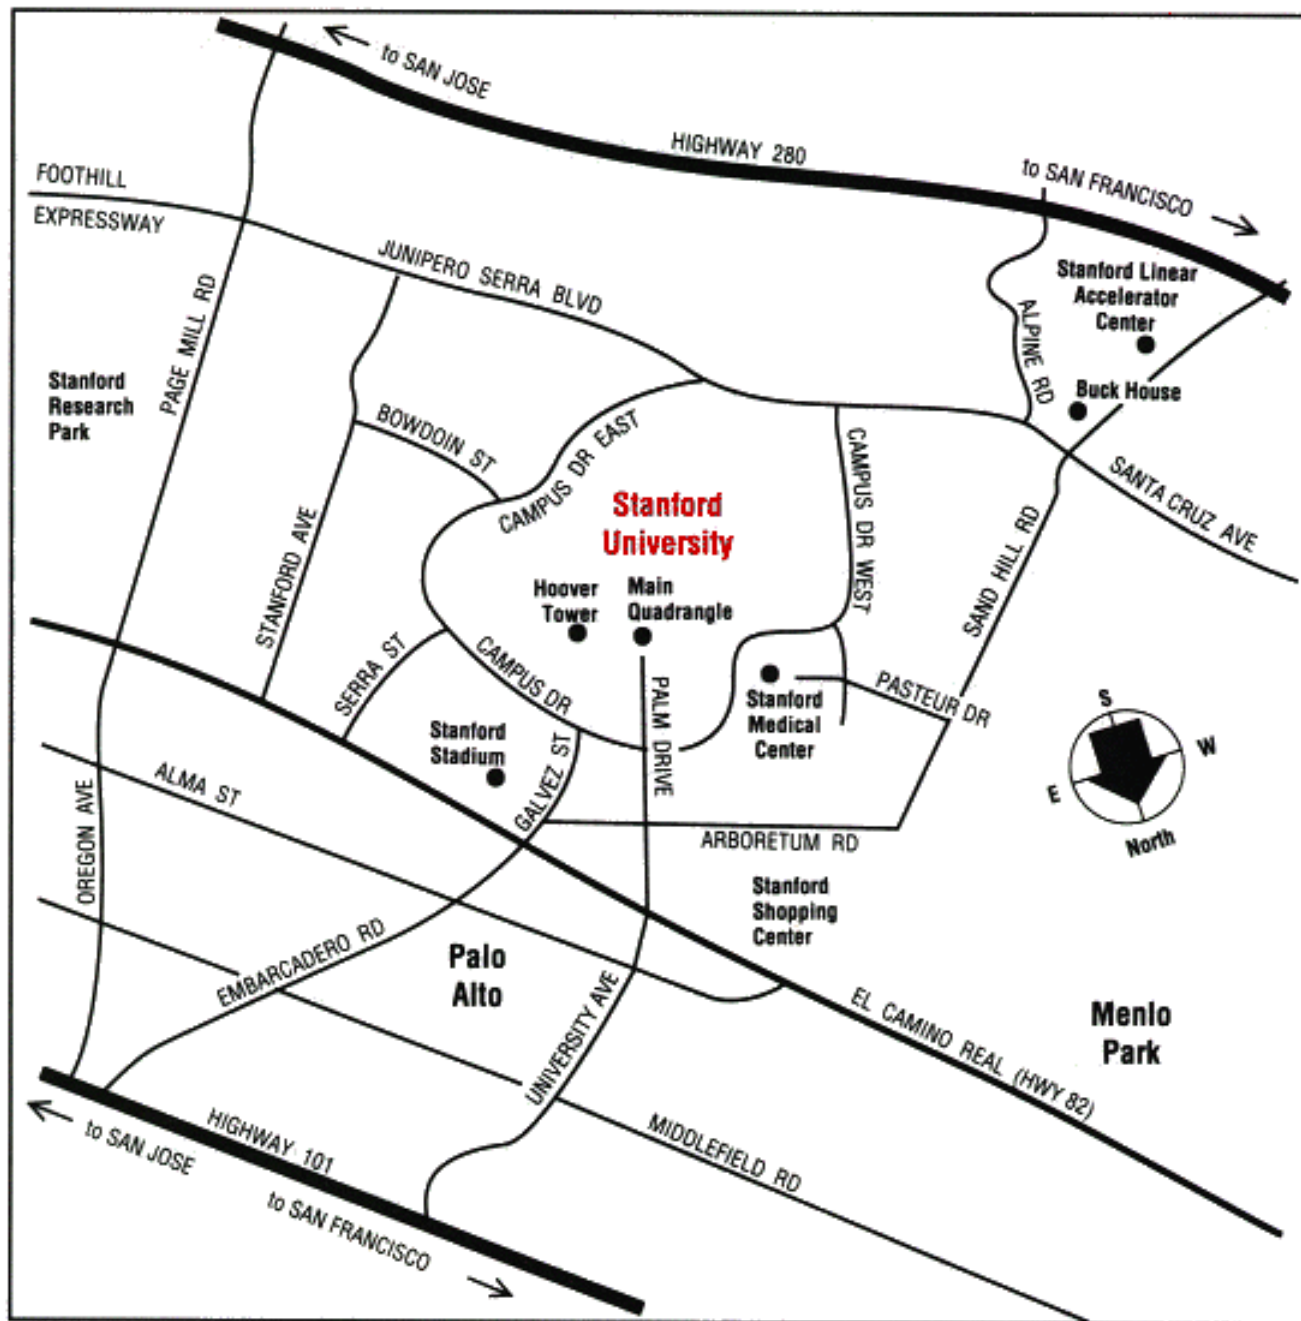 to SAN JOSE
HIGHWAY 280
to SAN FRANCISCO
FOOTHILL
EXPRESSWAY
JUNIPERO SERRA BLVD
Stanford Linear
Accelerator
Center
ALPINE RD
PAGE MILL RD
Stanford
Research
Park
Buck House
BOWDOIN ST
CAMPUS DR EAST
CAMPUS DR WEST
SANTA CRUZ AVE
Stanford
University
SAND HILL RD
STANFORD AVE
Hoover
Tower
Main
Quadrangle
SERRA ST
CAMPUS DR
PALM DRIVE
Stanford
Medical
Center
PASTEUR DR
Stanford
Stadium
GALVEZ ST
S
W
E
North
ALMA ST
OREGON AVE
ARBORETUM RD
Stanford
Shopping
Center
EMBARCADERO RD
Palo
Alto
UNIVERSITY AVE
EL CAMINO REAL (HWY 82)
Menlo
Park
HIGHWAY 101
to SAN JOSE
to SAN FRANCISCO
MIDDLEFIELD RD